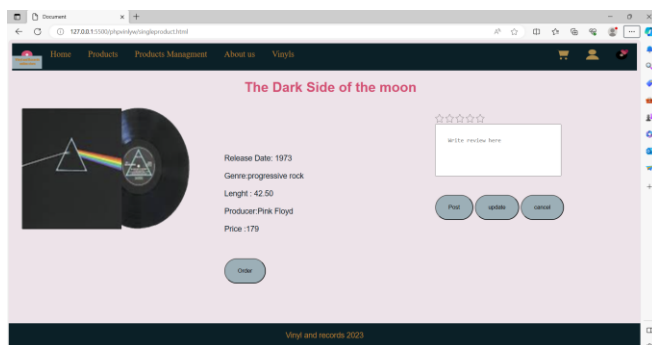 Document
127.0.0.1:5500/phpvinlyw/singleproduct.html
Home Products Products Managment About us Vinyls
The Dark Side of the moon
Write review here
Release Date: 1973
Genre:progressive rock
Lenght : 42.50
Producer:Pink Floyd
Price :179
Post update cancel
Order
Vinyl and records 2023